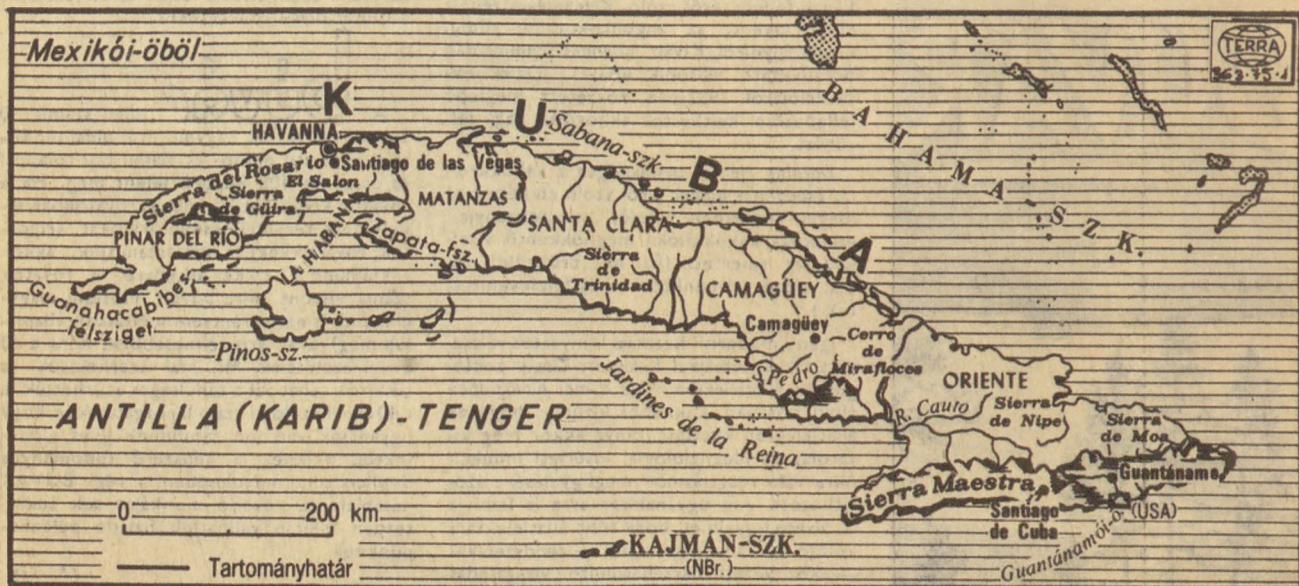 Mexikói-öböl
TERRA
K
U
B
A
HAVANNA
Santiago de las Vegas
Sierra del Rosario
El Salon
Sierra
de Güira
PINAR DEL RÍO
LA HABANA
MATANZAS
Zapata-fsz.
Sabana-szk.
BAHAMA-SZK.
SANTA CLARA
Sierra
de
Trinidad
CAMAGÜEY
Camagüey
Cerro
de
Miraflores
S. Pedro
ORIENTE
R. Cauto
Sierra
de Nipe
Sierra
de Moa
Guantánamo
(USA)
Guantánamói-ö.
Sierra Maestra
Santiago
de Cuba
Guanahacabibes
félsziget
Pinos-sz.
Jardines de la Reina
ANTILLA (KARIB)-TENGER
KAJMÁN-SZK.
(NBr.)
0 200 km
Tartományhatár